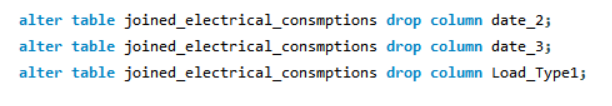 alter table joined_electrical_consmptions drop column date_2;
alter table joined_electrical_consmptions drop column date_3;
alter table joined_electrical_consmptions drop column Load_Type1;